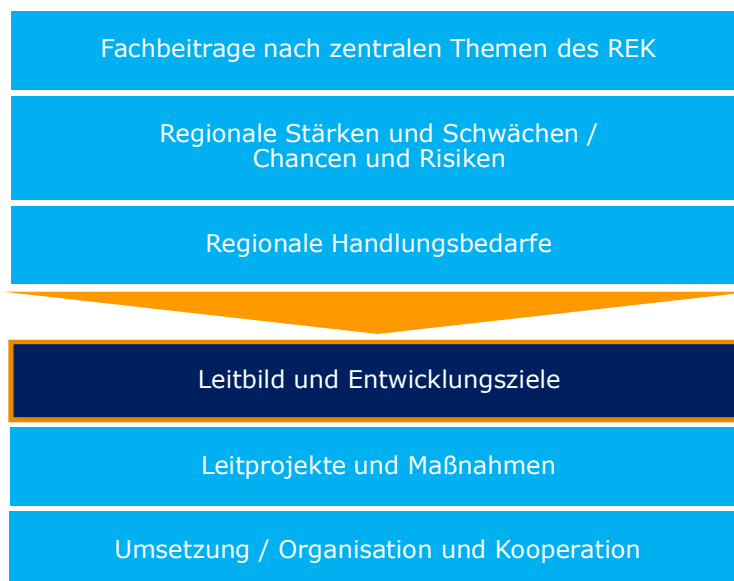 Fachbeitrage nach zentralen Themen des REK
Regionale Stärken und Schwächen /
Chancen und Risiken
Regionale Handlungsbedarfe
Leitbild und Entwicklungsziele
Leitprojekte und Maßnahmen
Umsetzung / Organisation und Kooperation